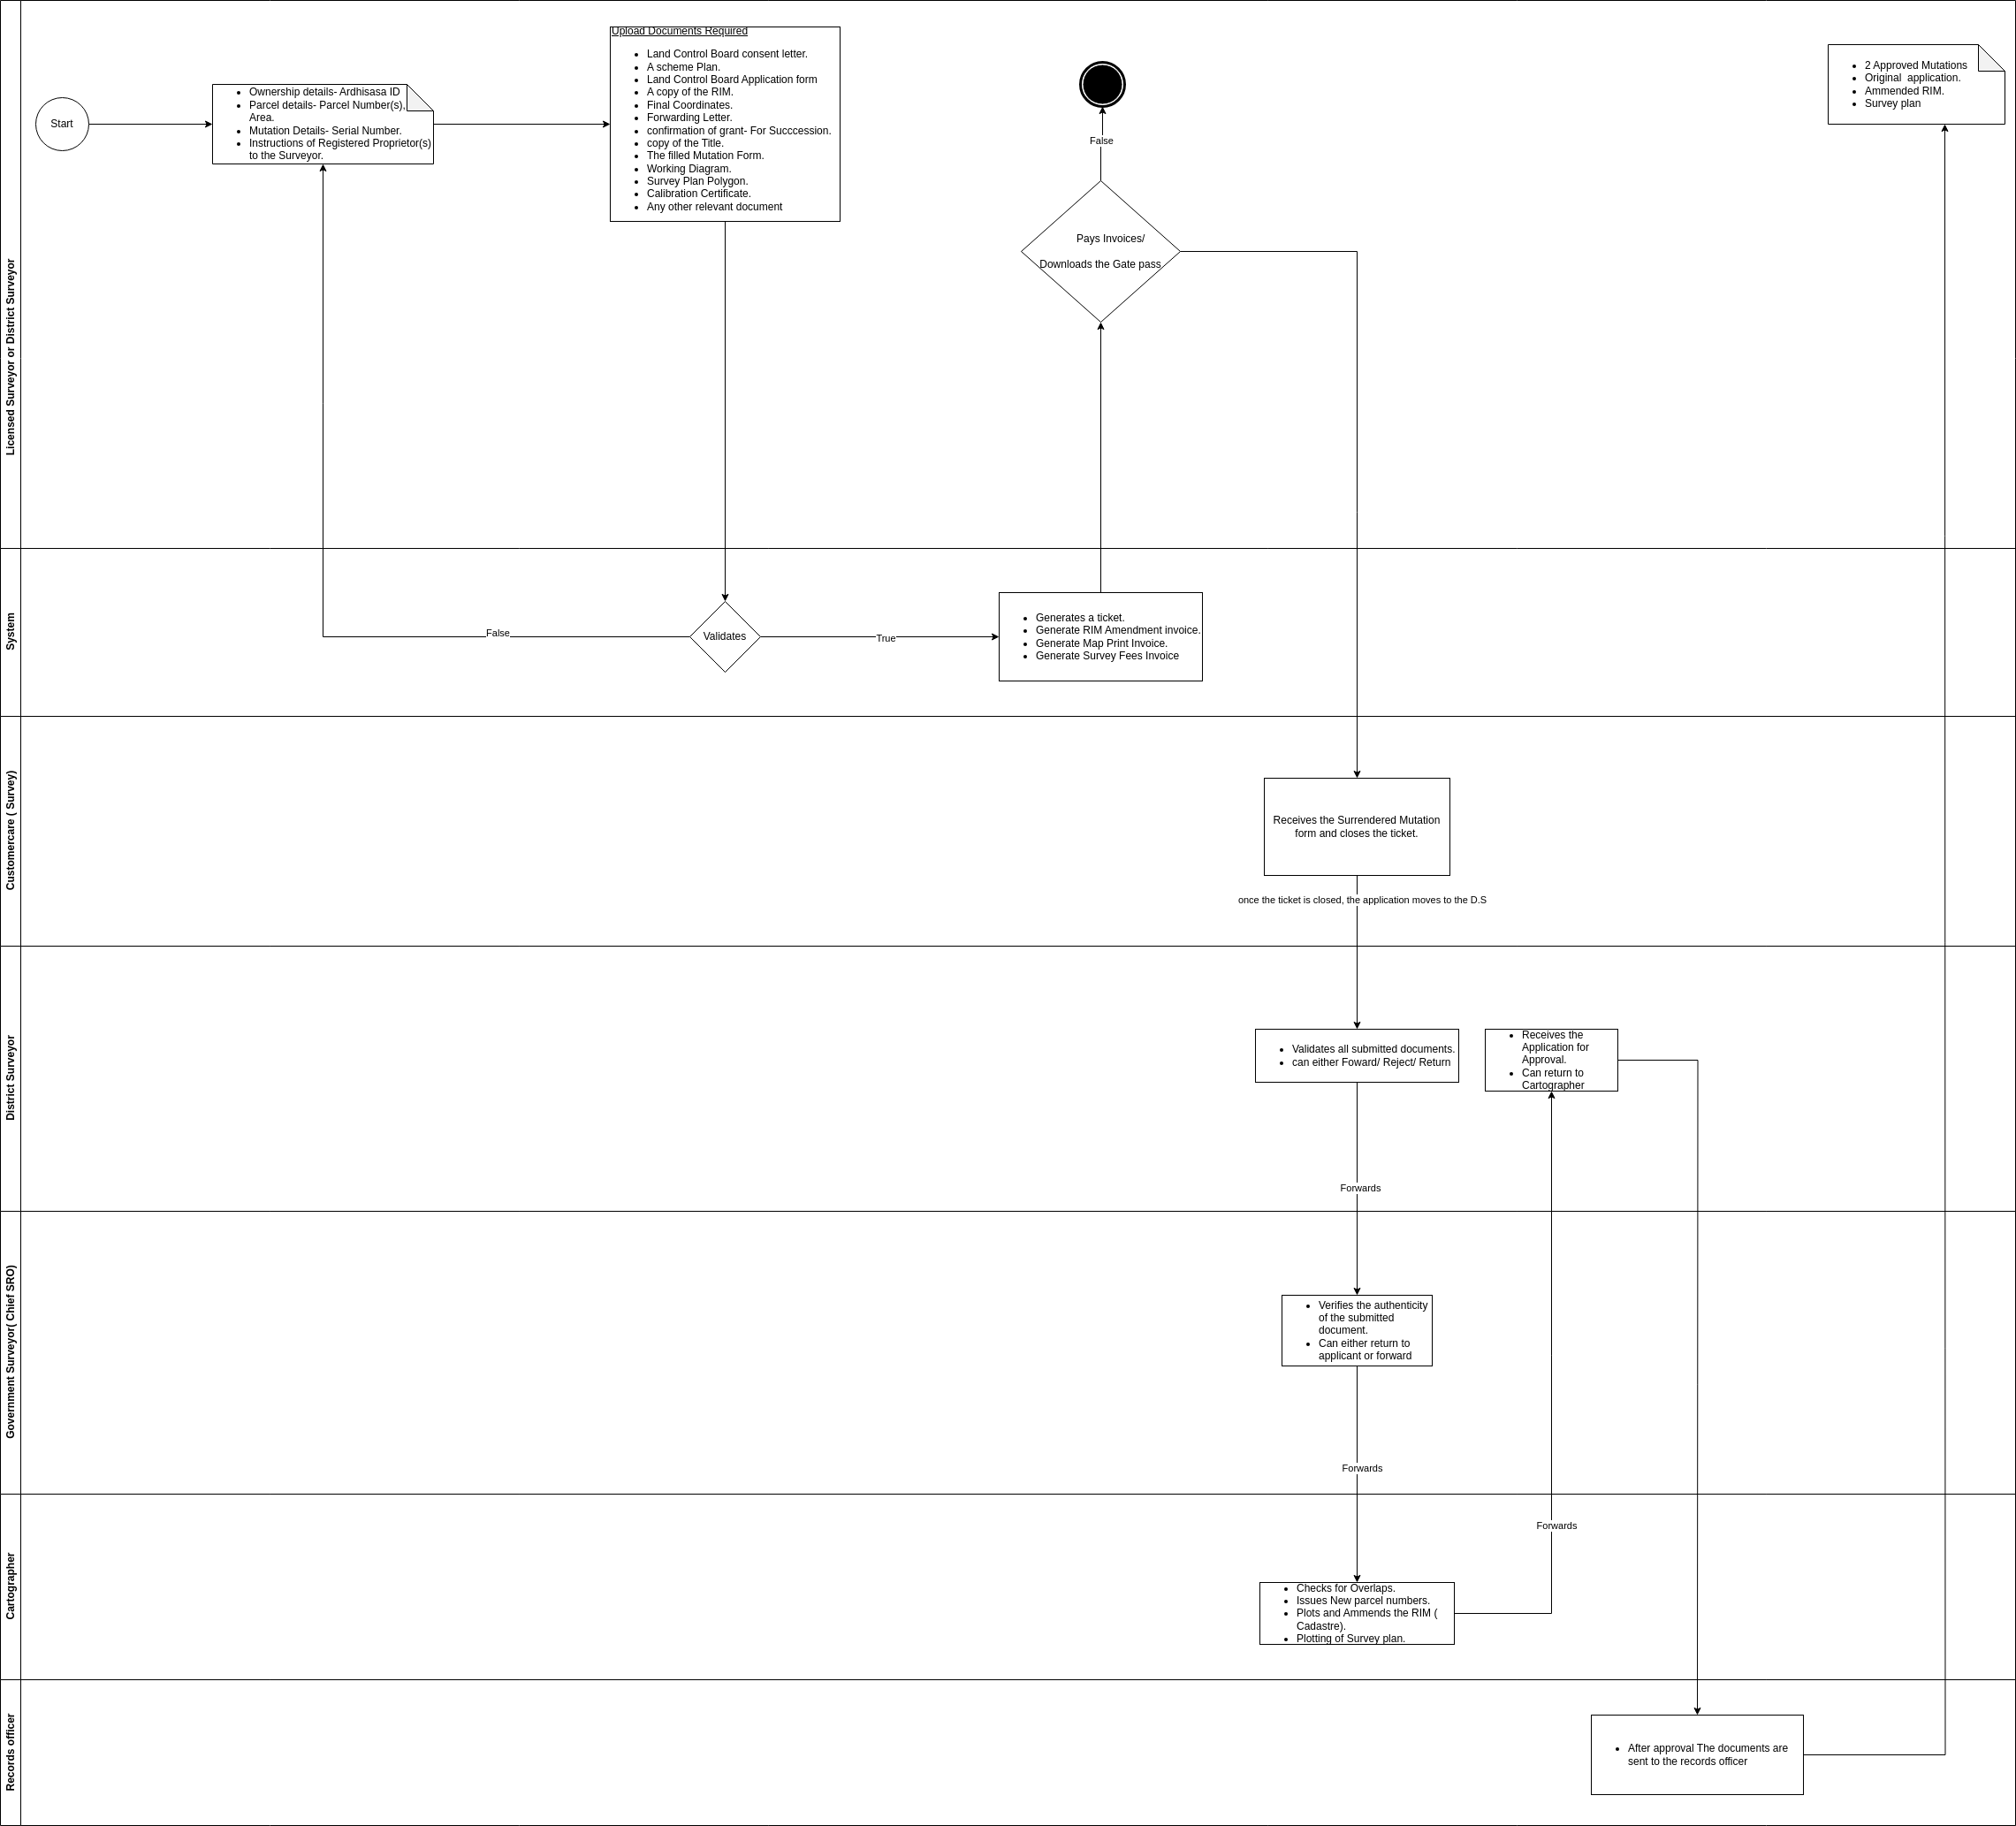 Licensed Surveyor or District Surveyor
Start
Ownership details- Ardhisasa ID
Parcel details- Parcel Number(s),
Area.
Mutation Details- Serial Number.
Instructions of Registered Proprietor(s)
to the Surveyor.
Upload Documents Required
Land Control Board consent letter.
A scheme Plan.
Land Control Board Application form
A copy of the RIM.
Final Coordinates.
Forwarding Letter.
confirmation of grant- For Succcession.
copy of the Title.
The filled Mutation Form.
Working Diagram.
Survey Plan Polygon.
Calibration Certificate.
Any other relevant document
False
Pays Invoices/
Downloads the Gate pass
2 Approved Mutations
Original  application.
Ammended RIM.
Survey plan
System
False
Validates
True
Generates a ticket.
Generate RIM Amendment invoice.
Generate Map Print Invoice.
Generate Survey Fees Invoice
Customercare ( Survey)
Receives the Surrendered Mutation
form and closes the ticket.
once the ticket is closed, the application moves to the D.S
District Surveyor
Validates all submitted documents.
can either Foward/ Reject/ Return
Receives the
Application for
Approval.
Can return to
Cartographer
Forwards
Government Surveyor( Chief SRO)
Verifies the authenticity
of the submitted
document.
Can either return to
applicant or forward
Forwards
Cartographer
Forwards
Checks for Overlaps.
Issues New parcel numbers.
Plots and Ammends the RIM (
Cadastre).
Plotting of Survey plan.
Records officer
After approval The documents are
sent to the records officer